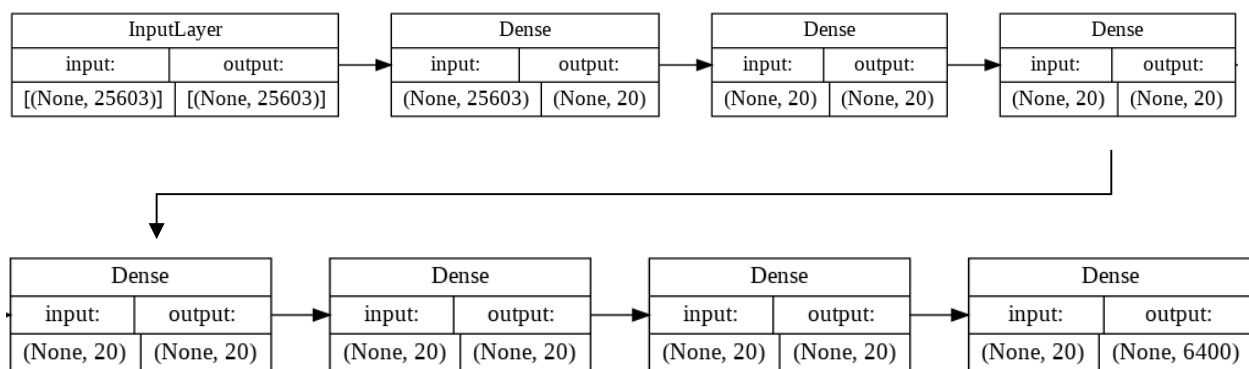 InputLayer Dense Dense Dense
input: output: input: output: input: output: input: output:
[(None, 25603)] [(None, 25603)] (None, 25603) (None, 20) (None, 20) (None, 20) (None, 20) (None, 20)
Dense Dense Dense Dense
input: output: input: output: input: output: input: output:
(None, 20) (None, 20) (None, 20) (None, 20) (None, 20) (None, 20) (None, 20) (None, 6400)